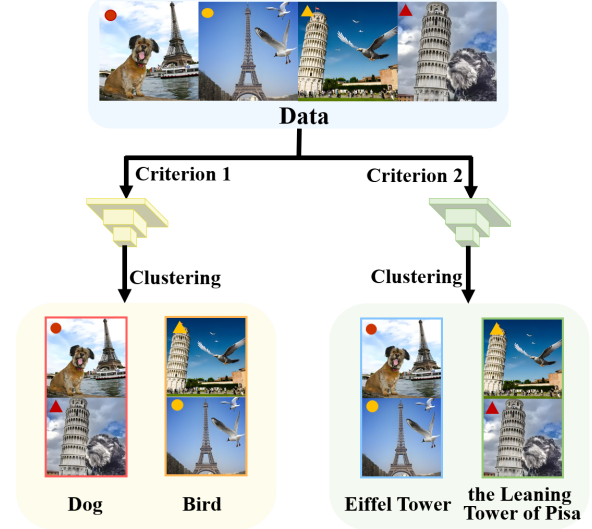 Data
Criterion 1
Criterion 2
Clustering
Clustering
Dog
Bird
Eiffel Tower
the Leaning
Tower of Pisa